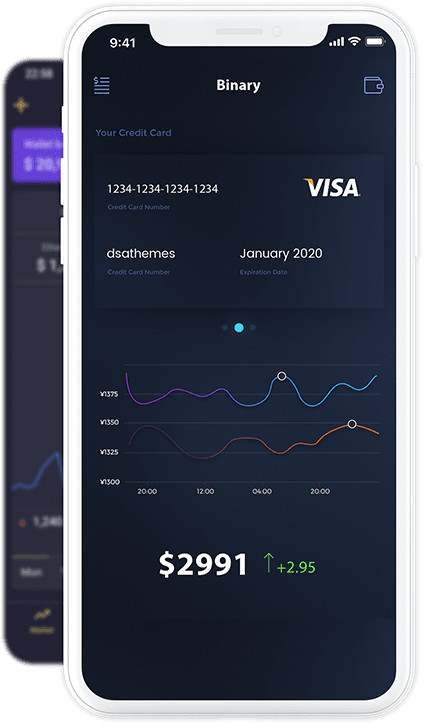 9:41
Binary
Your Credit Card
1234-1234-1234-1234
VISA
Credit Card Number
dsathemes
January 2020
Credit Card Number
Expiration Date
¥1375
¥1350
¥1325
¥1300
20:00 12:00 04:00 20:00
$2991 ↑+2.95
22:58
$ 20,
$ 1,
1,240
Mon
Market